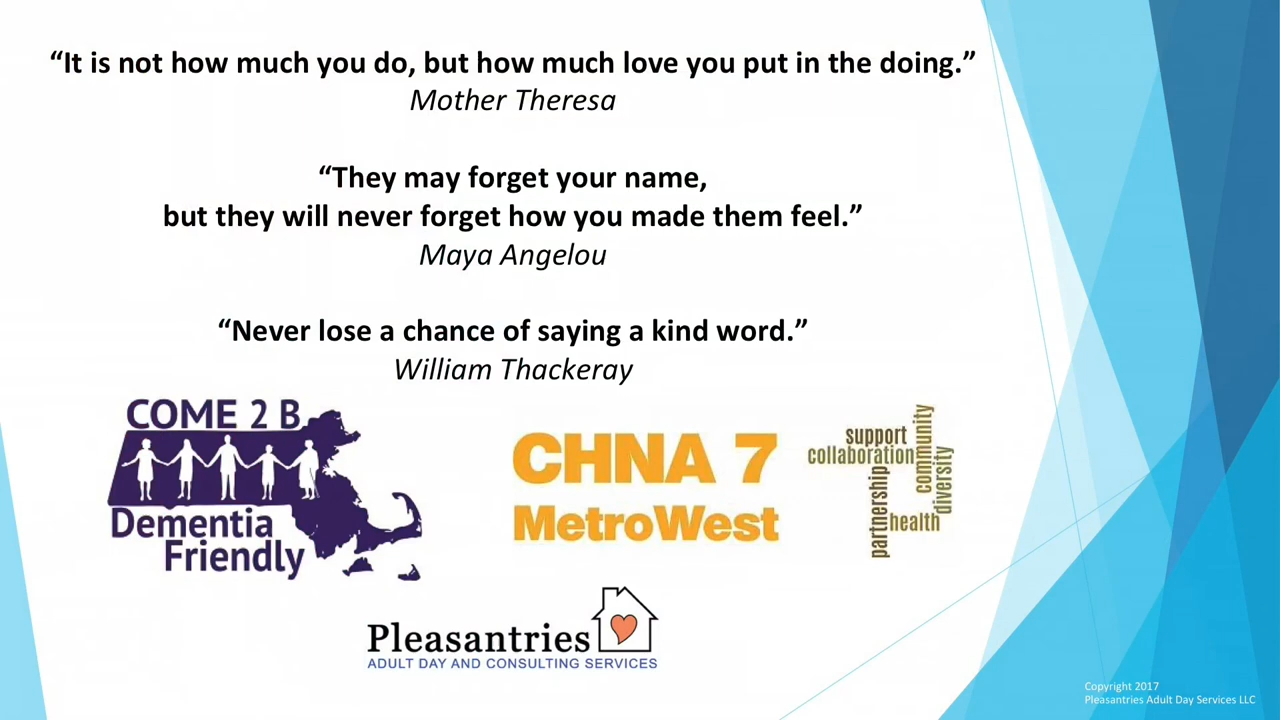 “It is not how much you do, but how much love you put in the doing.”
Mother Theresa
“They may forget your name,
but they will never forget how you made them feel.”
Maya Angelou
“Never lose a chance of saying a kind word.”
William Thackeray
COME 2 B
Dementia
Friendly
CHNA 7
MetroWest
support
collaboration
community
diversity
partnership
health
Pleasantries
ADULT DAY AND CONSULTING SERVICES
Copyright 2017
Pleasantries Adult Day Services LLC